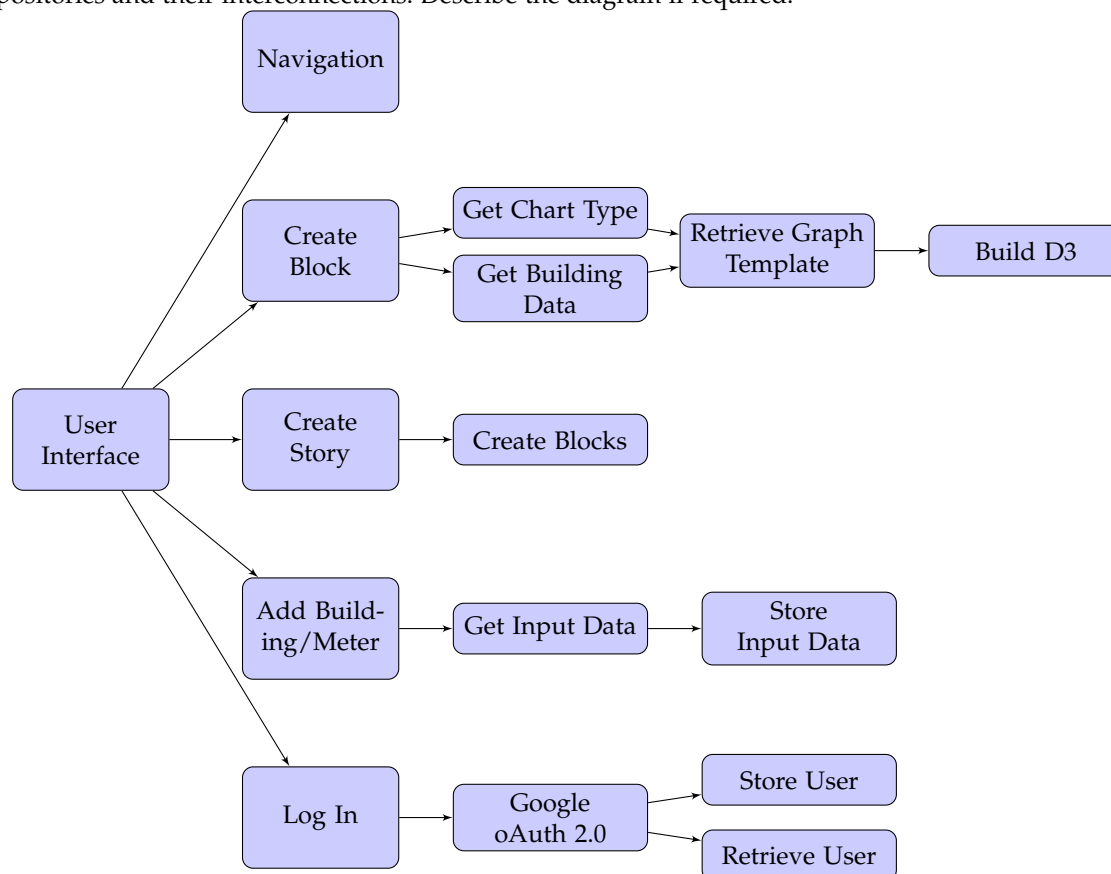 positories and their interconnections. Describe the diagram if required.
Navigation
Create
Block
Get Chart Type
Get Building
Data
Retrieve Graph
Template
Build D3
User
Interface
Create
Story
Create Blocks
Add Build-
ing/Meter
Get Input Data
Store
Input Data
Log In
Google
oAuth 2.0
Store User
Retrieve User